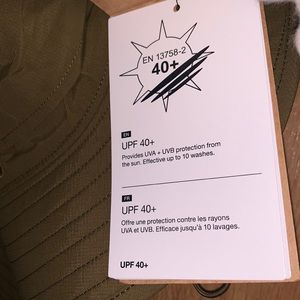 EN 13758-2
40+
EN
UPF 40+
Provides UVA + UVB protection from
the sun. Effective up to 10 washes.
FR
UPF 40+
Offre une protection contre les rayons
UVA et UVB. Efficace jusqu'à 10 lavages.
UPF 40+